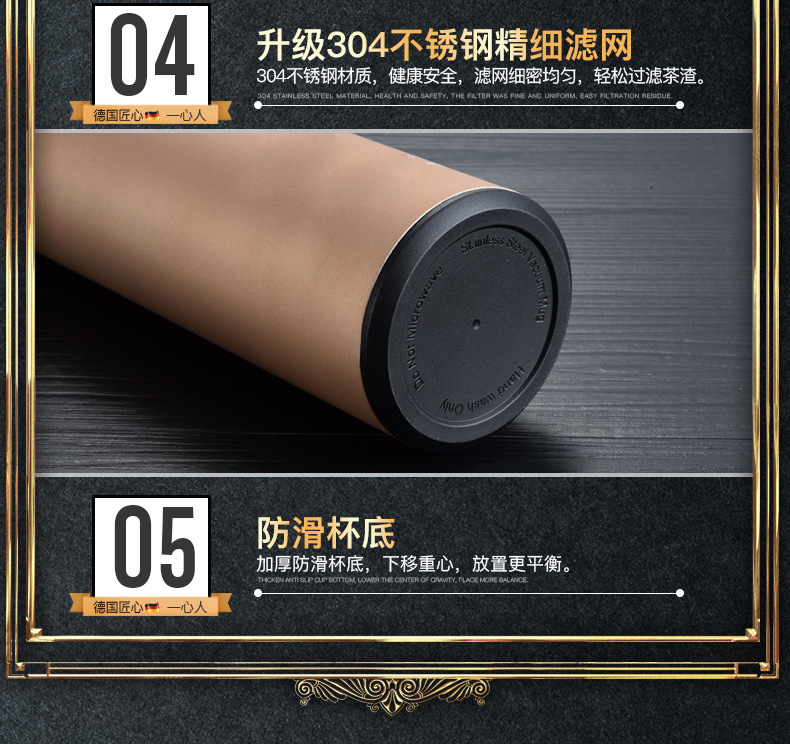 04
德国匠心 一心人
升级304不锈钢精细滤网
304不锈钢材质，健康安全，滤网细密均匀，轻松过滤茶渣。
304 STAINLESS STEEL MATERIAL, HEALTH AND SAFETY, THE FILTER WAS FINE AND UNIFORM, EASY FILTRATION RESIDUE.
Stainless Steel Vacuum Mug
Do Not Microwave
Hand wash Only
05
德国匠心 一心人
防滑杯底
加厚防滑杯底，下移重心，放置更平衡。
THICKEN ANTI SLIP CUP BOTTOM, LOWER THE CENTER OF GRAVITY, PLACE MORE BALANCE.